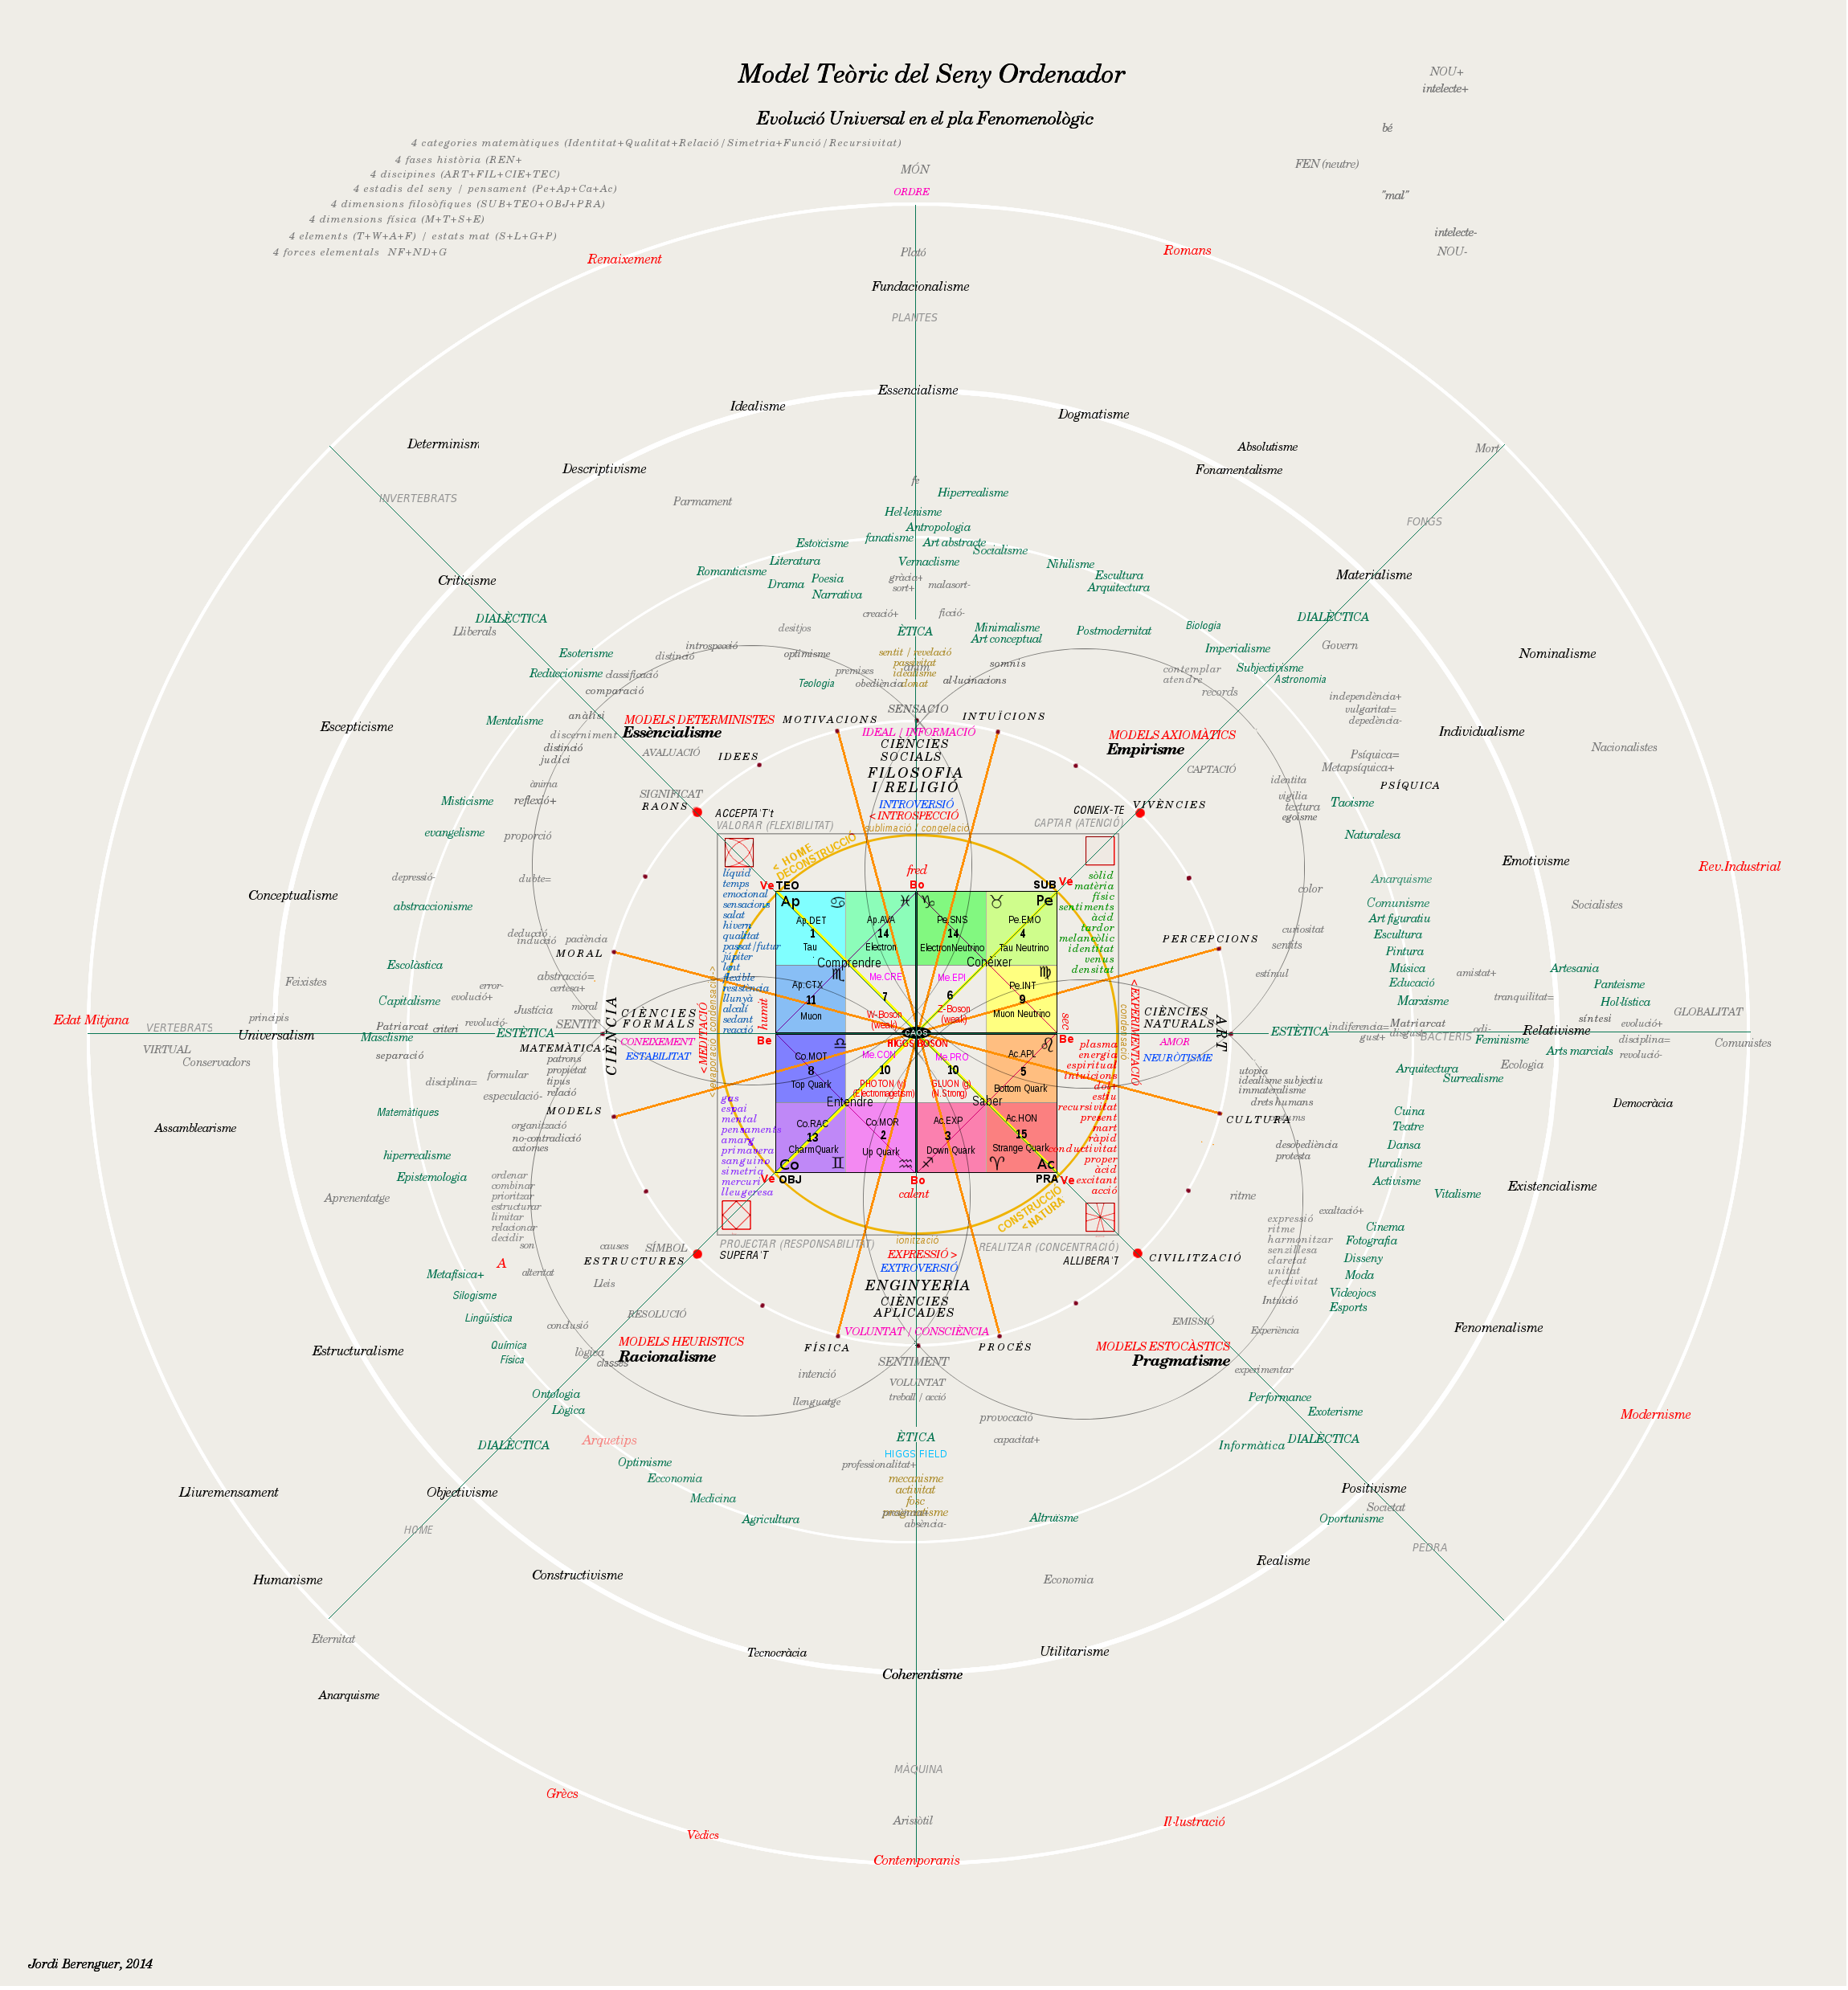 Model Teòric del Seny Ordenador
Evolució Universal en el pla Fenomenològic
NOU+
intelecte+
bé
FEN (neutre)
"mal"
intelecte-
NOU-
4 categories matemàtiques (Identitat+Qualitat+Relació/Simetria+Funció/Recursivitat)
4 fases història (REN+
4 discipines (ART+FIL+CIE+TEC)
4 estadis del seny / pensament (Pe+Ap+Ca+Ac)
4 dimensions filosòfiques (SUB+TEO+OBJ+PRA)
4 dimensions física (M+T+S+E)
4 elements (T+W+A+F) / estats mat (S+L+G+P)
4 forces elementals NF+ND+G
MÓN
ORDRE
Renaixement
Romans
Plató
Fundacionalisme
PLANTES
Essencialisme
Idealisme
Dogmatisme
Determinism
Absolutisme
Mort
Descriptivisme
Fonamentalisme
INVERTEBRATS
Parmament
fe
Hiperrealisme
FONGS
Hel·lenisme
Antropologia
fanatisme
Art abstracte
Estoïcisme
Socialisme
Literatura
Vernaclisme
Nihilisme
Romanticisme
Poesia
Drama
Narrativa
gràcia+
sort+
malasort-
Escultura
Arquitectura
Criticisme
Materialisme
DIALÈCTICA
Lliberals
creació+
ficció-
DIALÈCTICA
Govern
desitjos
ÈTICA
Minimalisme
Art conceptual
Postmodernitat
Biologia
Esoterisme
introspecció
distinció
optimisme
sentit / revelació
passivitat
idealisme
donat
Imperialisme
Nominalisme
Reduccionisme
classificació
premises
somnis
contemplar
atendre
Subjectivisme
Astronomia
comparació
Teologia
obediència
al·lucinacions
records
independència+
vulgaritat=
depedència-
Mentalisme
anàlisi
SENSACIÓ
Escepticisme
MODELS DETERMINISTES
Essèncialisme
MOTIVACIONS
INTUÏCIONS
IDEAL / INFORMACIÓ
MODELS AXIOMÀTICS
Empirisme
Individualisme
discerniment
distinció
judici
AVALUACIÓ
IDEES
CIÈNCIES
SOCIALS
FILOSOFIA
I RELIGIÓ
CAPTACIÓ
Psíquica=
Metapsíquica+
Nacionalistes
ànima
identita
PSÍQUICA
Misticisme
reflexió+
SIGNIFICAT
RAONS
ACCEPTA'T't
INTROVERSIÓ
<INTROSPECCIÓ
CONEIX-TE
VIVÈNCIES
vigília
textura
egoisme
Taoisme
evangelisme
proporció
VALORAR (FLEXIBILITAT)
sublimació / congelació
CAPTAR (ATENCIÓ)
Naturalesa
< HOME
DECONSTRUCCIÓ
Emotivisme
Rev.Industrial
depressió-
dubte=
fred
Anarquisme
Conceptualisme
abstraccionisme
Ve TEO
Bo
SUB Ve
color
Comunisme
Socialistes
líquid
temps
emocional
sensacions
salat
hivern
qualitat
passat/futur
júpiter
lent
flexible
resistència
llunyà
alcalí
sedant
reacció
sòlid
matèria
físic
sentiments
àcid
tardor
melancòlic
identitat
venus
densitat
Ap
♋
Ap.DET
1
Tau
Ap.AVA
♓
14
Electron
♑
Pe.SNS
14
ElectronNeutrino
♉
Pe
Pe.EMO
4
Tau Neutrino
Comprendre
Conèixer
♏
Ap.CTX
11
Muon
Me.CRE
7
W-Boson
(weak)
Me.EPI
6
Z-Boson
(weak)
♍
Pe.INT
9
Muon Neutrino
deducció
inducció
paciència
MORAL
PERCEPCIONS
Art figuratiu
Escultura
Pintura
Música
Educació
Marxisme
curiositat
sentits
estímul
Escolàstica
Feixistes
error-
evolució+
abstracció=
certesa+
amistat+
tranquilitat=
Artesania
Panteisme
Hol·lística
síntesi
GLOBALITAT
Capitalisme
Justícia
moral
Edat Mitjana
principis
VERTEBRATS
Universalism
Patriarcat
criteri
revolució-
SENTIT
ESTÈTICA
Masclisme
CIÈNCIA
CIÈNCIES
FORMALS
CONEIXEMENT
ESTABILITAT
MATEMÀTICA
<MEDITACIÓ
<evaporació condensació->
humit
Be
CAOS
HIGGS BOSON
sec
Be
<EXPERIMENTACIÓ
condensació
CIÈNCIES
NATURALS
AMOR
NEURÒTISME
ART
ESTÈTICA
indiferencia=
gust+
Matriarcat
disgust-
odi-
BACTERIS
Feminisme
Relativisme
evolució+
disciplina=
revolució-
Comunistes
Arts marcials
VIRTUAL
Conservadors
separació
patrons
propietat
tipus
relació
disciplina=
formular
especulació-
Ecologia
Arquitectura
Surrealisme
utopia
idealisme subjectiu
immaterialisme
drets humans
♎
Co.MOT
8
Top Quark
Me.CON
10
PHOTON (γ)
(Electromagetism)
Me.PRO
10
GLUON (g)
(N.Strong)
♌
Ac.APL
5
Bottom Quark
Entendre
Saber
Co.RAC
13
CharmQuark
Co
♊
Co.MOR
2
Up Quark
♒
Ac.EXP
3
Down Quark
♐
Ac.HON
15
Strange Quark
♈
Ac
gas
espai
mental
pensaments
amarg
primavera
sanguino
simetria
mercuri
lleugeresa
plasma
energia
espiritual
Intuicions
dolç
estiu
recursivitat
present
mart
ràpid
conductivitat
proper
àcid
excitant
acció
Ve OBJ
Bo
PRA Ve
calent
CONSTRUCCIÓ
<NATURA
Matemàtiques
MODELS
CULTURA
Cuina
Teatre
Democràcia
Assamblearisme
organització
no-contradicció
axiomes
desobediència
protesta
Dansa
hiperrealisme
Pluralisme
Epistemologia
Activisme
Vitalisme
Existencialisme
Aprenentatge
ordenar
combinar
prioritzar
estructurar
limitar
relacionar
decidir
ritme
exaltació+
expressió
ritme
harmonitzar
senzillesa
claretat
unitat
efectivitat
Cinema
Fotografia
Disseny
Moda
Videojocs
Esports
son
causes
SÍMBOL
ESTRUCTURES
PROJECTAR (RESPONSABILITAT)
SUPERA'T
ionització
EXPRESSIÓ >
EXTROVERSIÓ
REALITZAR (CONCENTRACIÓ)
ALLIBERA'T
CIVILITZACIÓ
A
Metafísica+
alteritat
Lleis
ENGINYERIA
CIÈNCIES
APLICADES
Silogisme
RESOLUCIÓ
Intuïció
Lingüística
conclusió
VOLUNTAT / CONSCIÈNCIA
EMISSIÓ
Experiència
Fenomenalisme
Química
Física
MODELS HEURISTICS
Racionalisme
FÍSICA
PROCÉS
MODELS ESTOCÀSTICS
Pragmatisme
Estructuralisme
lògica
classes
SENTIMENT
intenció
VOLUNTAT
treball / acció
experimentar
Ontologia
Lògica
llenguatge
Performance
Exoterisme
provocació
Modernisme
DIALÈCTICA
Arquetips
ÈTICA
HIGGS FIELD
capacitat+
Informàtica
DIALÈCTICA
Optimisme
Ecconomia
professionalitat+
mecanisme
activitat
fosc
pragmatisme
absència-
Lliuremensament
Objectivisme
Medicina
Positivisme
Societat
Agricultura
Altruisme
Oportunisme
HOME
PEDRA
Humanisme
Constructivisme
Economia
Realisme
Eternitat
Tecnocràcia
Utilitarisme
Coherentisme
Anarquisme
MÀQUINA
Grècs
Aristòtil
Il·lustració
Vèdics
Contemporanis
Jordi Berenguer, 2014